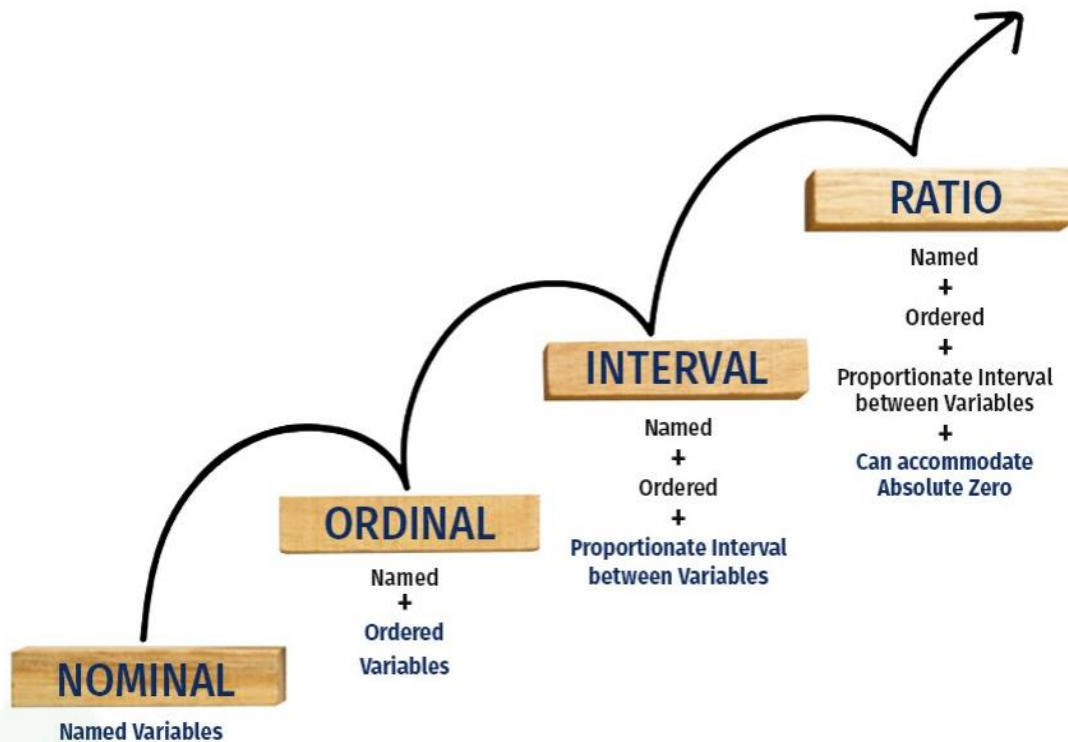 NOMINAL
Named Variables
ORDINAL
Named
+
Ordered
Variables
INTERVAL
Named
+
Ordered
+
Proportionate Interval
between Variables
RATIO
Named
+
Ordered
+
Proportionate Interval
between Variables
+
Can accommodate
Absolute Zero